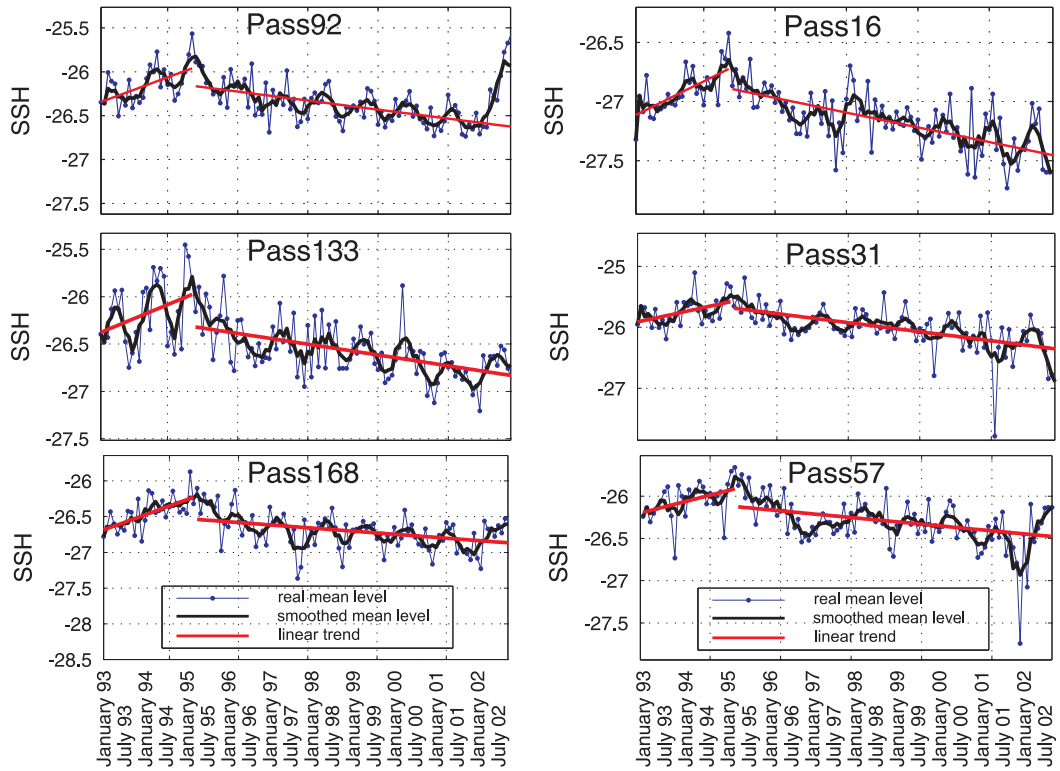 Pass92
SSH
-25.5
-26
-26.5
-27
-27.5
Pass16
SSH
-26.5
-27
-27.5
Pass133
SSH
-25.5
-26
-26.5
-27
-27.5
Pass31
SSH
-25
-26
-27
Pass168
SSH
-26
-26.5
-27
-27.5
-28
-28.5
real mean level
smoothed mean level
linear trend
January 93
July 93
January 94
July 94
January 95
July 95
January 96
July 96
January 97
July 97
January 98
July 98
January 99
July 99
January 00
July 00
January 01
July 01
January 02
July 02
Pass57
SSH
-26
-26.5
-27
-27.5
real mean level
smoothed mean level
linear trend
January 93
July 93
January 94
July 94
January 95
July 95
January 96
July 96
January 97
July 97
January 98
July 98
January 99
July 99
January 00
July 00
January 01
July 01
January 02
July 02